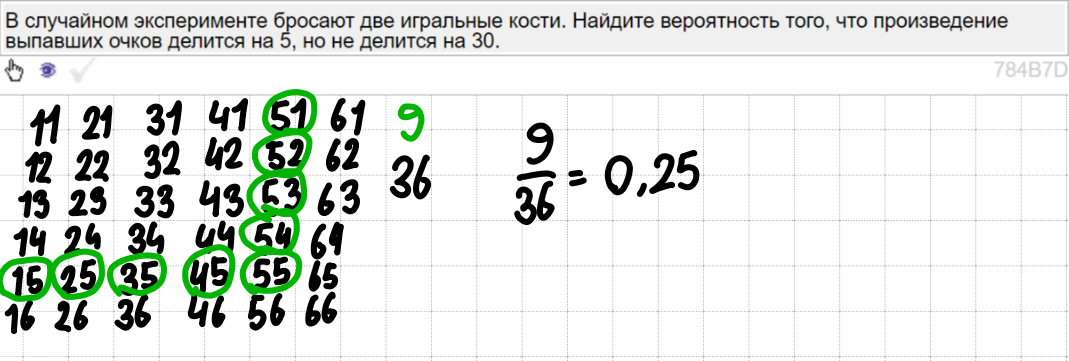 В случайном эксперименте бросают две игральные кости. Найдите вероятность того, что произведение
выпавших очков делится на 5, но не делится на 30.
784B7D
11 21 31 41 51 61 9
12 22 32 42 52 62 36
13 23 33 43 53 63
14 24 34 44 54 64
15 25 35 45 55 65
16 26 36 46 56 66
9
36 = 0,25